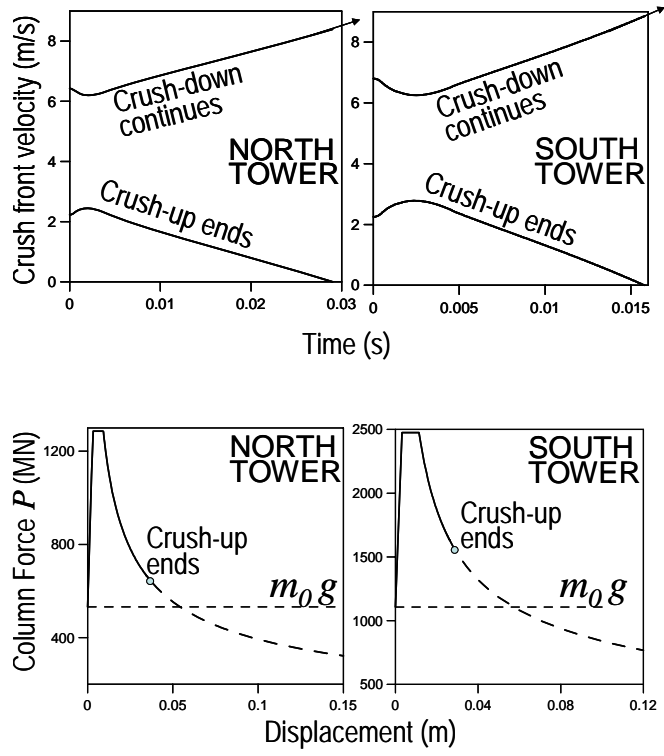 Crush front velocity (m/s)
8
6
4
2
0
Crush-down
continues
NORTH
TOWER
Crush-up ends
0
0.01
0.02
0.03
8
6
4
2
0
Crush-down
continues
SOUTH
TOWER
Crush-up ends
0
0.005
0.01
0.015
Time (s)
Column Force P (MN)
1200
800
400
NORTH
TOWER
Crush-up
ends
m₀g
0
0.05
0.1
0.15
2500
2000
1500
1000
500
SOUTH
TOWER
Crush-up
ends
m₀g
0
0.04
0.08
0.12
Displacement (m)